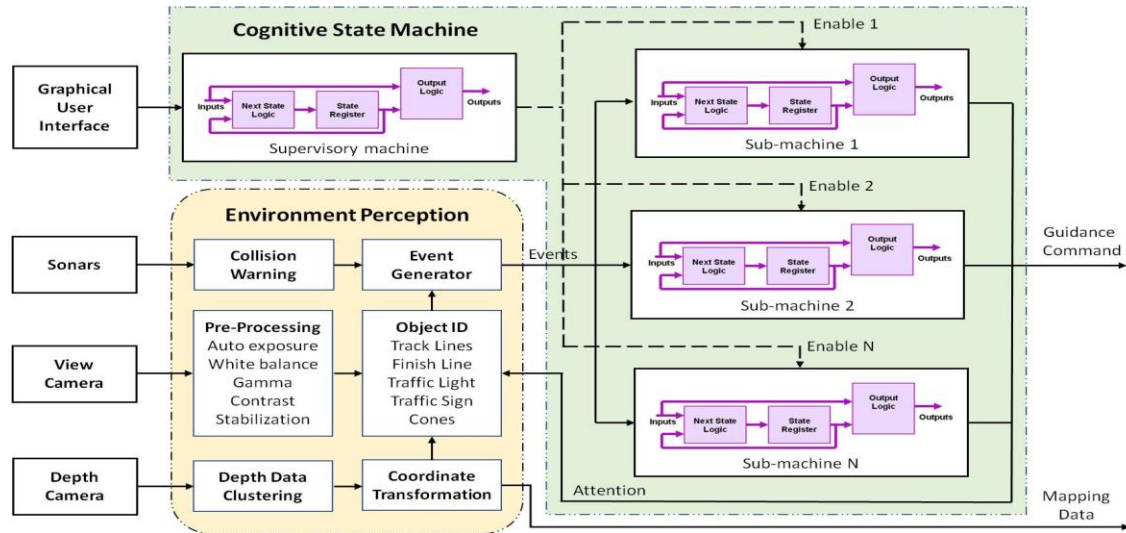 Cognitive State Machine
Enable 1
Graphical
User
Interface
Inputs
Next State
Logic
State
Register
Output
Logic
Outputs
Supervisory machine
Inputs
Next State
Logic
State
Register
Output
Logic
Outputs
Sub-machine 1
Enable 2
Environment Perception
Sonars
Collision
Warning
Event
Generator
Events
Inputs
Next State
Logic
State
Register
Output
Logic
Outputs
Sub-machine 2
Guidance
Command
View
Camera
Pre-Processing
Auto exposure
White balance
Gamma
Contrast
Stabilization
Object ID
Track Lines
Finish Line
Traffic Light
Traffic Sign
Cones
Enable N
Inputs
Next State
Logic
State
Register
Output
Logic
Outputs
Sub-machine N
Depth
Camera
Depth Data
Clustering
Coordinate
Transformation
Attention
Mapping
Data